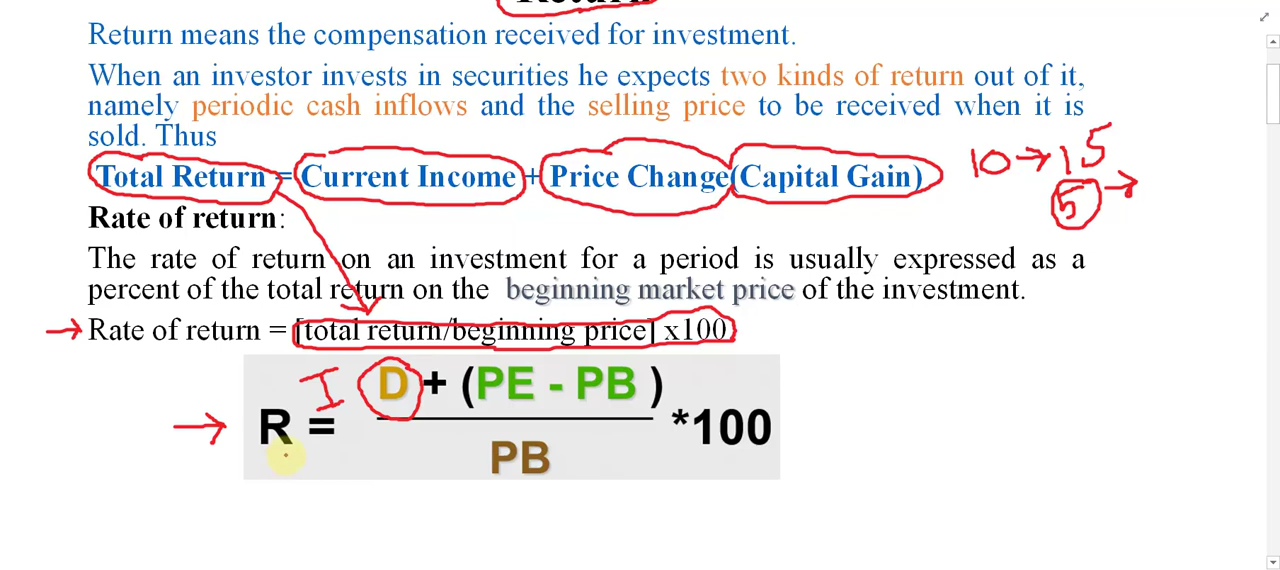 Return
Return means the compensation received for investment.
When an investor invests in securities he expects two kinds of return out of it,
namely periodic cash inflows and the selling price to be received when it is
sold. Thus
Total Return = Current Income + Price Change(Capital Gain)
10→15
5→
Rate of return:
The rate of return on an investment for a period is usually expressed as a
percent of the total return on the beginning market price of the investment.
→ Rate of return = [total return/beginning price] x100
I
D + (PE - PB )
→ R = *100
PB